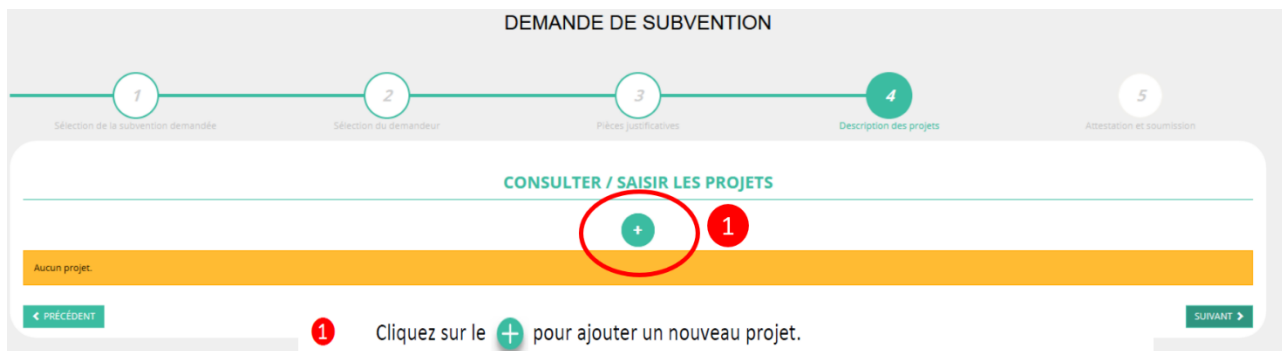 DEMANDE DE SUBVENTION
1 2 3 4 5
Sélection de la subvention demandée Sélection du demandeur Pièces justificatives Description des projets Attestation et soumission
CONSULTER / SAISIR LES PROJETS
+ 1
Aucun projet.
PRÉCÉDENT SUIVANT
1 Cliquez sur le + pour ajouter un nouveau projet.